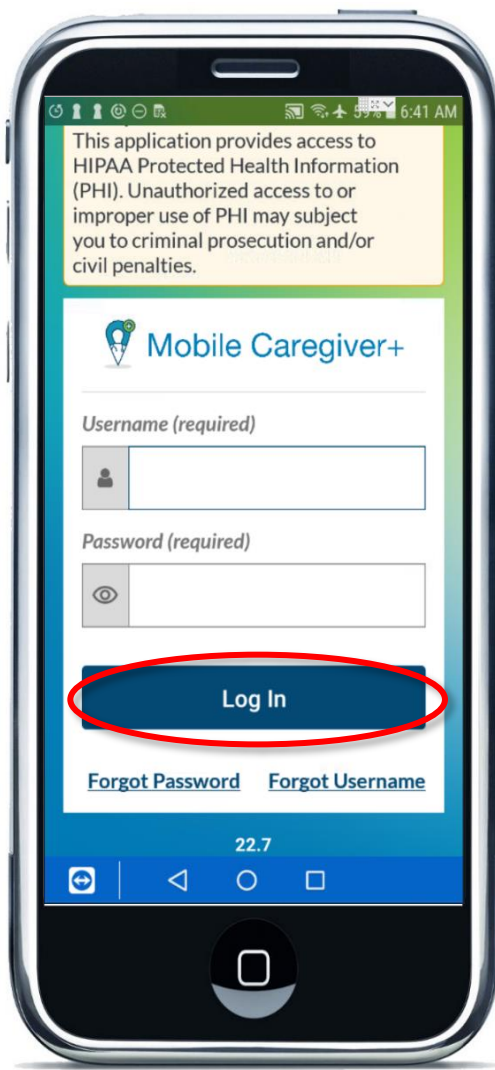 6:41 AM
This application provides access to
HIPAA Protected Health Information
(PHI). Unauthorized access to or
improper use of PHI may subject
you to criminal prosecution and/or
civil penalties.
Mobile Caregiver+
Username (required)
Password (required)
Log In
Forgot Password Forgot Username
22.7